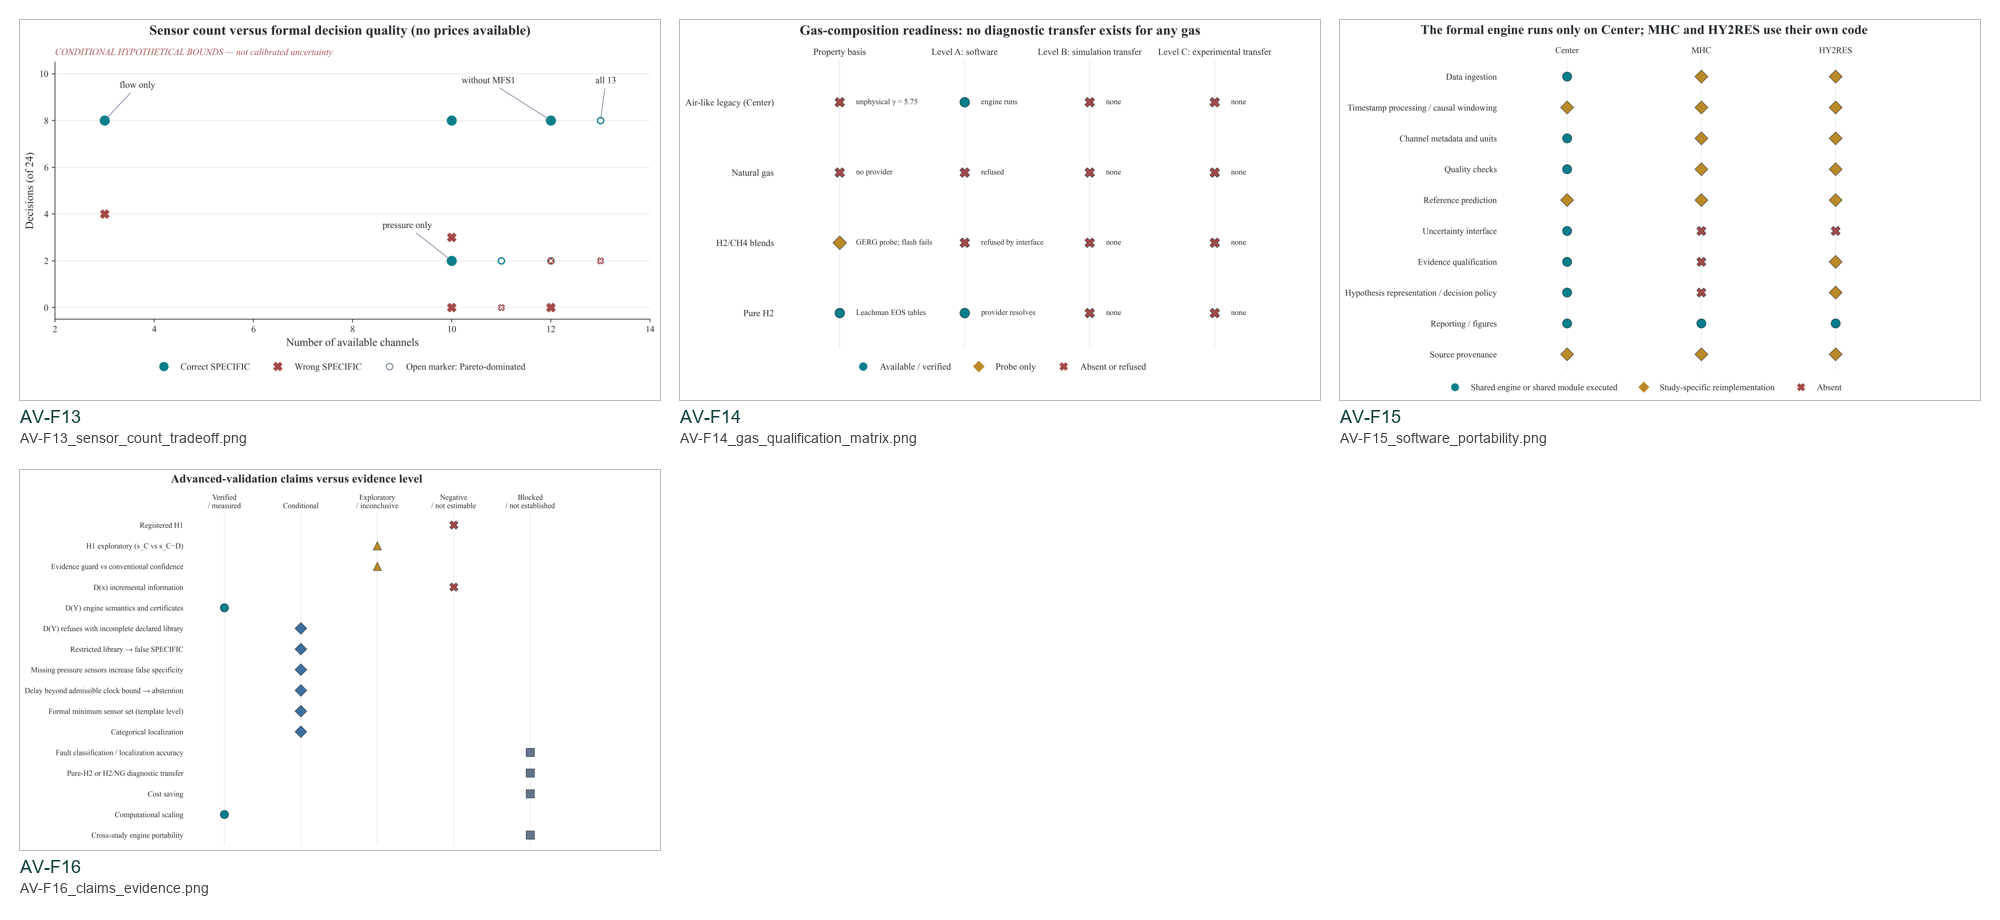 Sensor count versus formal decision quality (no prices available)
CONDITIONAL HYPOTHETICAL BOUNDS — not calibrated uncertainty
10
8
6
4
2
0
Decisions (of 24)
flow only
without MFS1
all 13
pressure only
2
4
6
8
10
12
14
Number of available channels
Correct SPECIFIC
Wrong SPECIFIC
Open marker: Pareto-dominated
AV-F13
AV-F13_sensor_count_tradeoff.png
Gas-composition readiness: no diagnostic transfer exists for any gas
Property basis
Level A: software
Level B: simulation transfer
Level C: experimental transfer
Air-like legacy (Center)
unphysical γ = 5.75
engine runs
none
none
Natural gas
no provider
refused
none
none
H2/CH4 blends
GERG probe; flash fails
refused by interface
none
none
Pure H2
Leachman EOS tables
provider resolves
none
none
Available / verified
Probe only
Absent or refused
AV-F14
AV-F14_gas_qualification_matrix.png
The formal engine runs only on Center; MHC and HY2RES use their own code
Center
MHC
HY2RES
Data ingestion
Timestamp processing / causal windowing
Channel metadata and units
Quality checks
Reference prediction
Uncertainty interface
Evidence qualification
Hypothesis representation / decision policy
Reporting / figures
Source provenance
Shared engine or shared module executed
Study-specific reimplementation
Absent
AV-F15
AV-F15_software_portability.png
Advanced-validation claims versus evidence level
Verified
/ measured
Conditional
Exploratory
/ inconclusive
Negative
/ not estimable
Blocked
/ not established
Registered H1
H1 exploratory (s_C vs s_C−D)
Evidence guard vs conventional confidence
D(x) incremental information
D(Y) engine semantics and certificates
D(Y) refuses with incomplete declared library
Restricted library → false SPECIFIC
Missing pressure sensors increase false specificity
Delay beyond admissible clock bound → abstention
Formal minimum sensor set (template level)
Categorical localization
Fault classification / localization accuracy
Pure-H2 or H2/NG diagnostic transfer
Cost saving
Computational scaling
Cross-study engine portability
AV-F16
AV-F16_claims_evidence.png